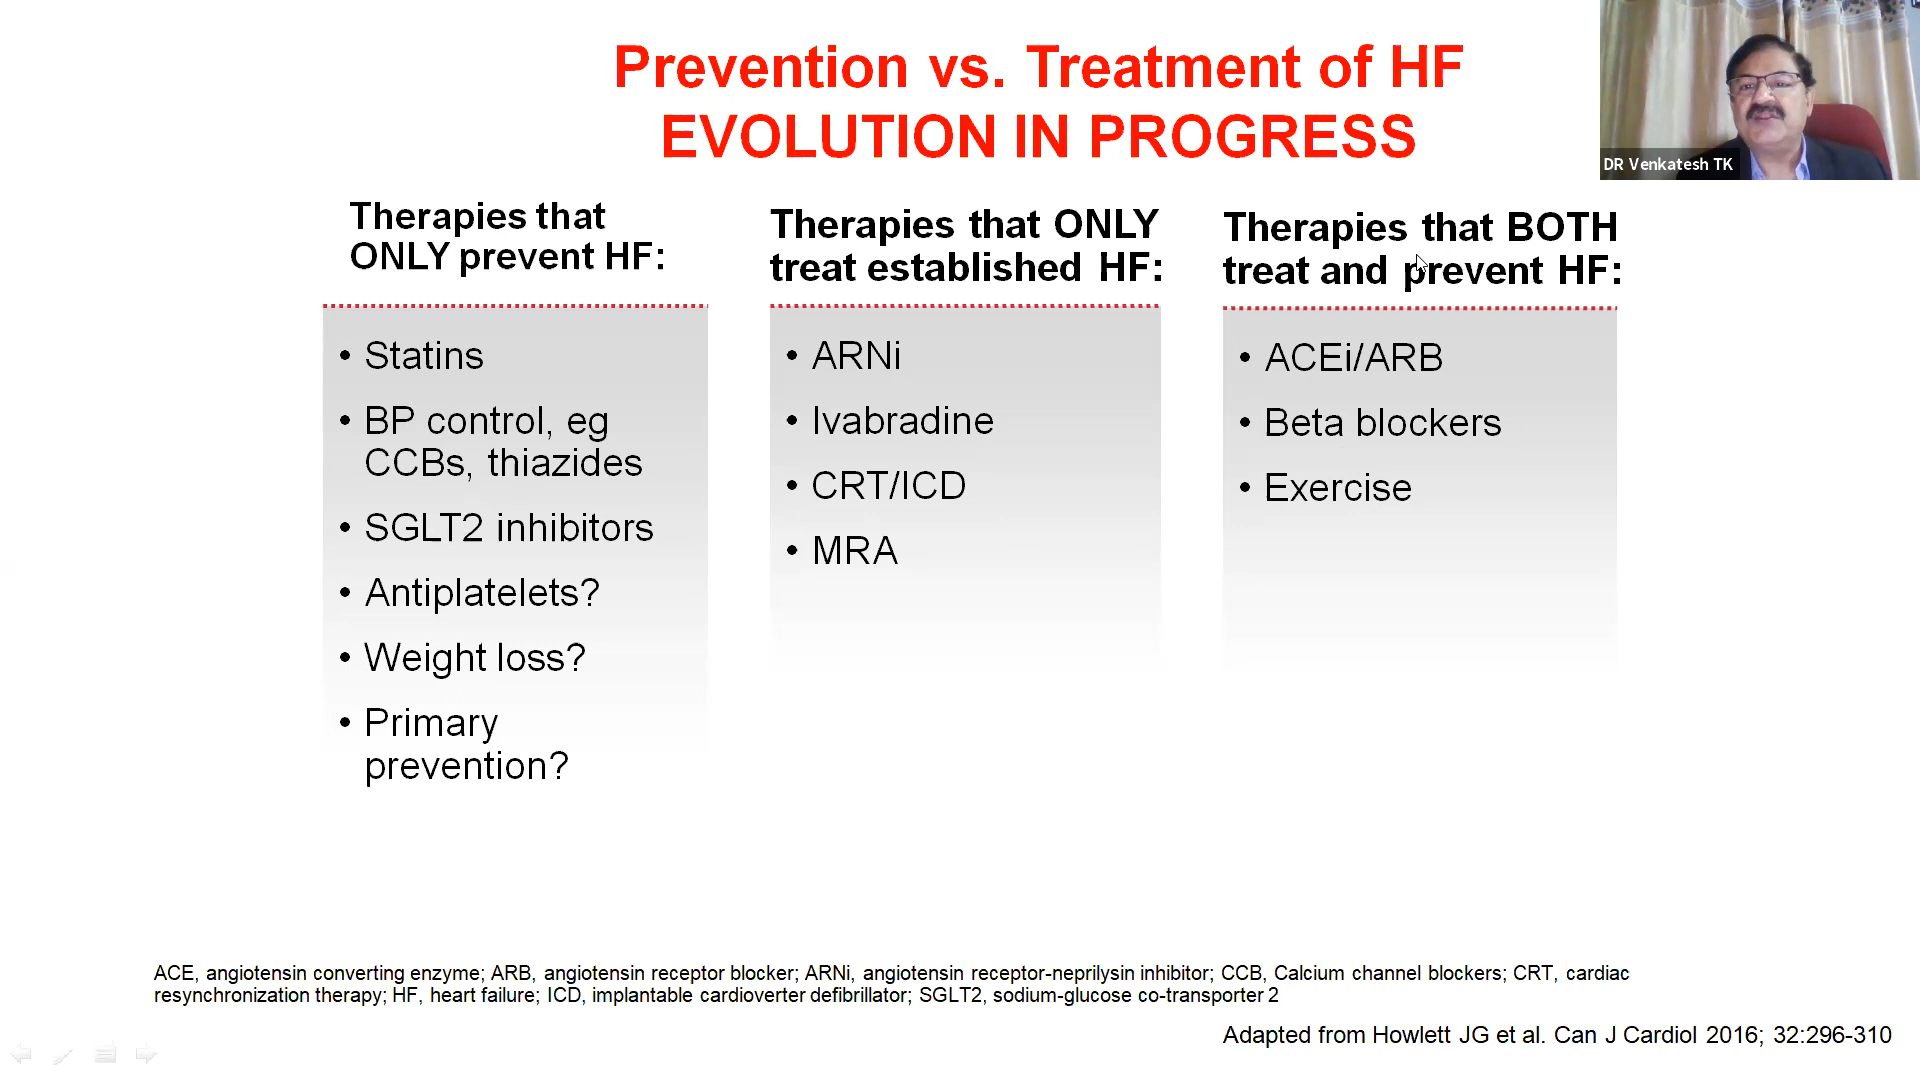 Prevention vs. Treatment of HF
EVOLUTION IN PROGRESS
DR Venkatesh TK
Therapies that
ONLY prevent HF:
• Statins
• BP control, eg
CCBs, thiazides
• SGLT2 inhibitors
• Antiplatelets?
• Weight loss?
• Primary
prevention?
Therapies that ONLY
treat established HF:
• ARNi
• Ivabradine
• CRT/ICD
• MRA
Therapies that BOTH
treat and prevent HF:
• ACEi/ARB
• Beta blockers
• Exercise
ACE, angiotensin converting enzyme; ARB, angiotensin receptor blocker; ARNi, angiotensin receptor-neprilysin inhibitor; CCB, Calcium channel blockers; CRT, cardiac
resynchronization therapy; HF, heart failure; ICD, implantable cardioverter defibrillator; SGLT2, sodium-glucose co-transporter 2
Adapted from Howlett JG et al. Can J Cardiol 2016; 32:296-310